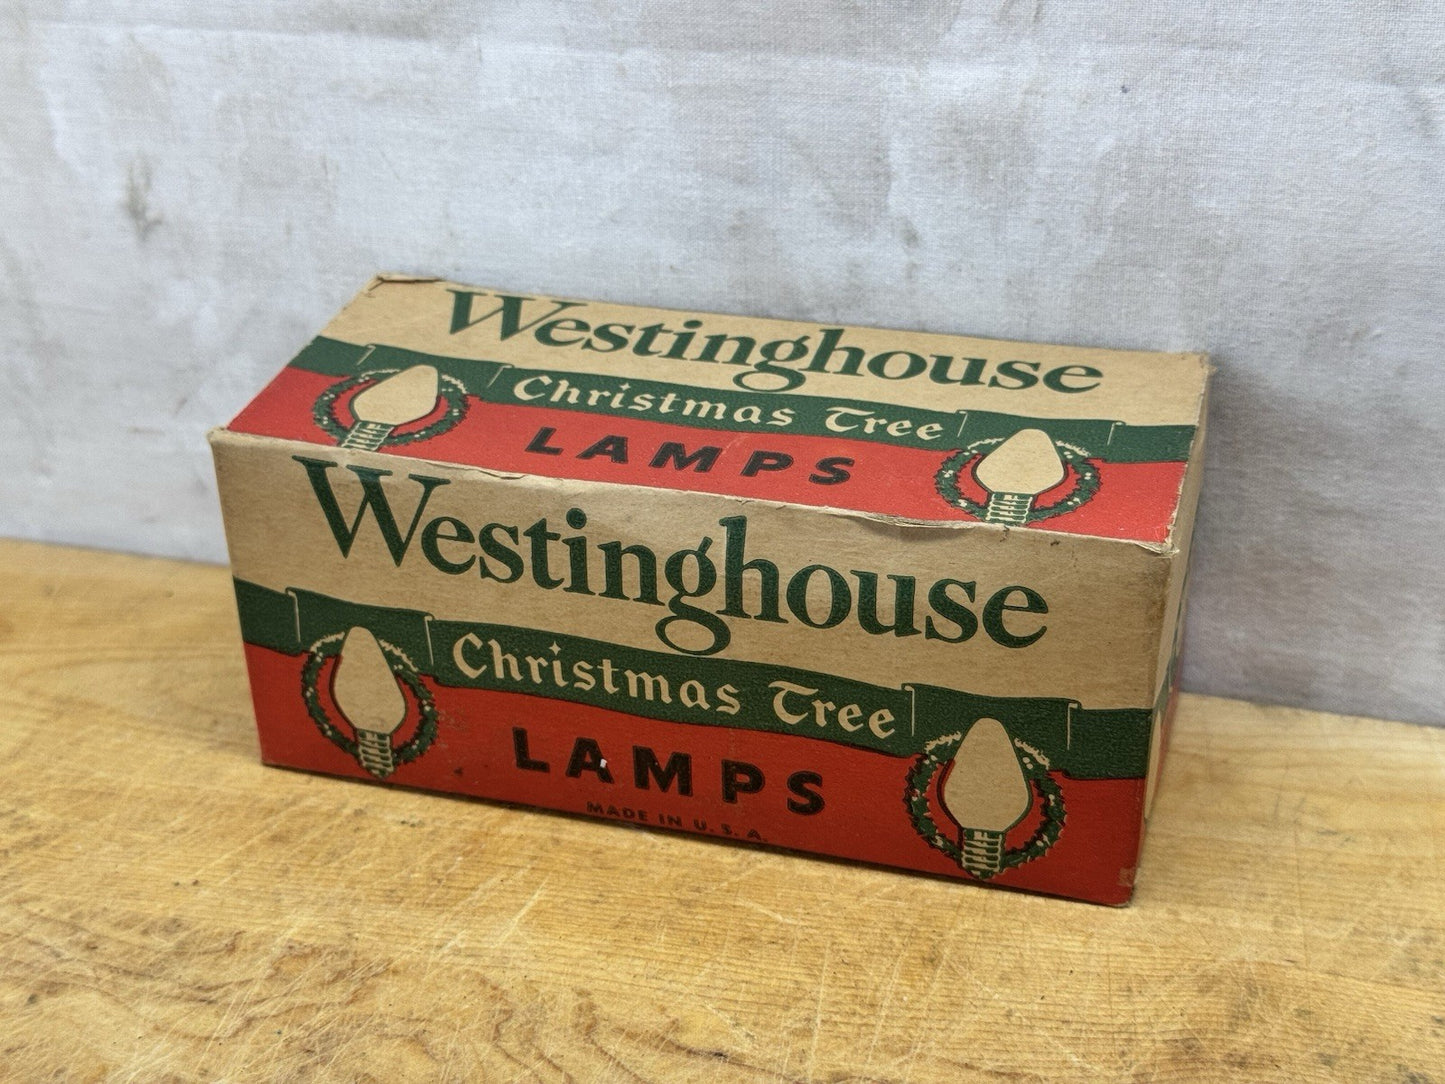 Westinghouse
Christmas Tree
LAMPS
Westinghouse
Christmas Tree
LAMPS
MADE IN U. S. A.